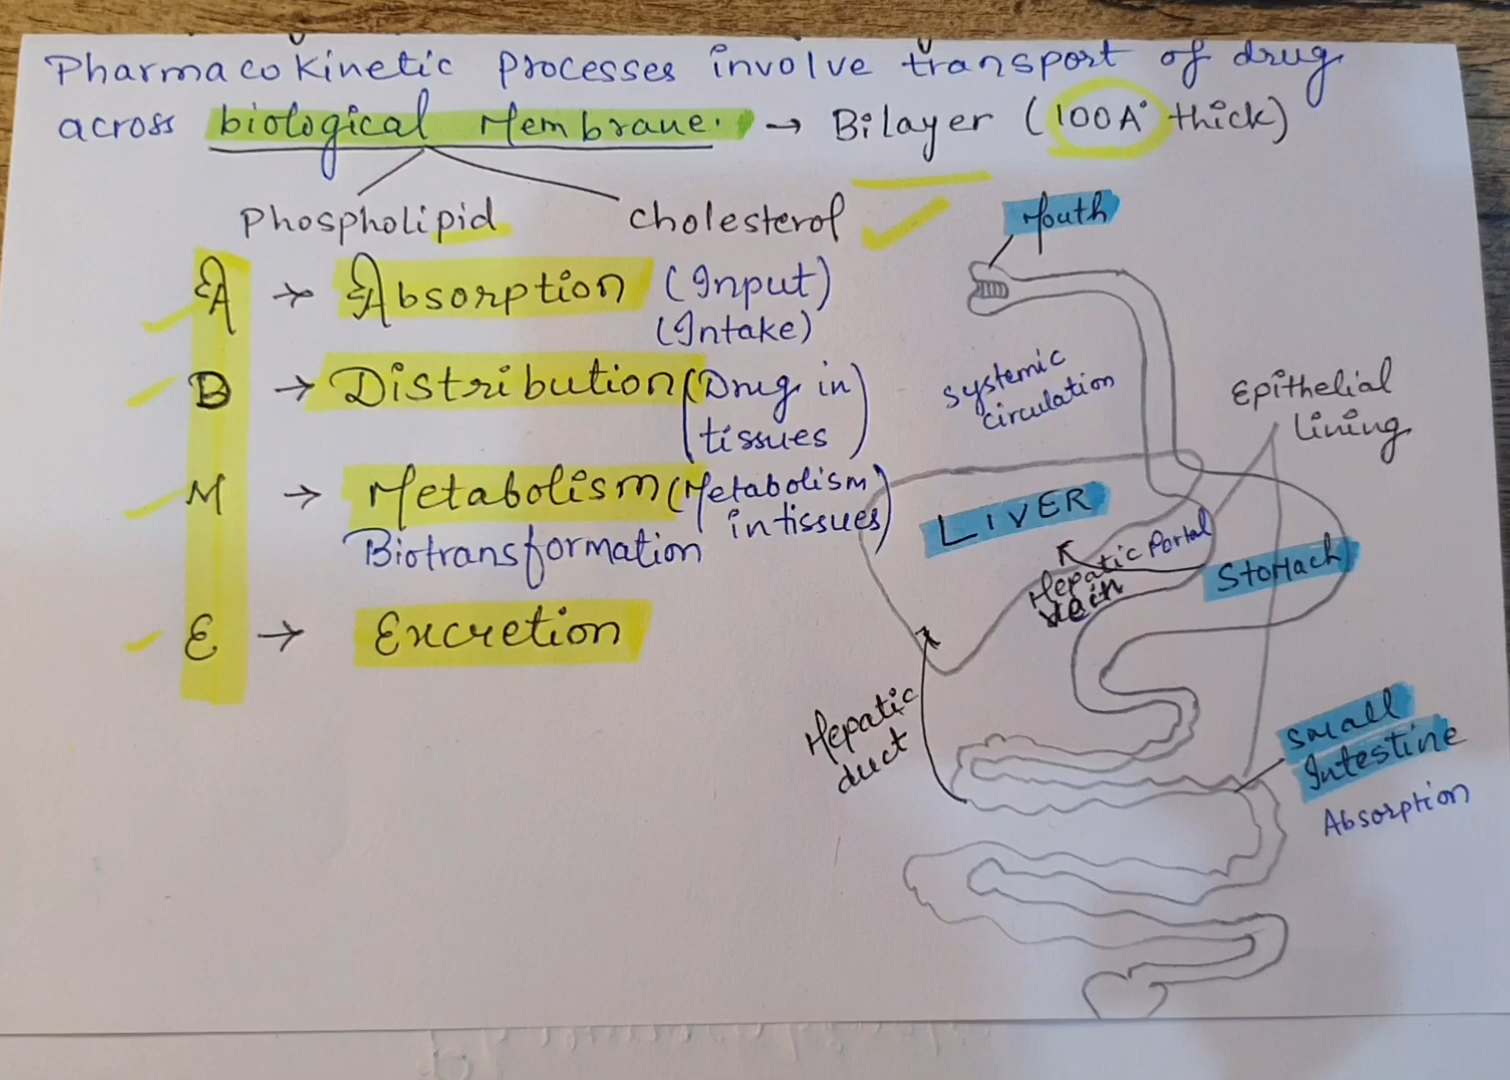 Pharmacokinetic processes involve transport of drug
across biological Membrane. → Bilayer (100A° thick)
Phospholipid
cholesterol
A → Absorption (Input)
(Intake)
D → Distribution (Drug in
tissues)
M → Metabolism (Metabolism
in tissues)
Biotransformation
E → Excretion
Mouth
systemic
circulation
Epithelial
lining
LIVER
Hepatic Portal
vein
Stomach
Hepatic
duct
Small
Intestine
Absorption